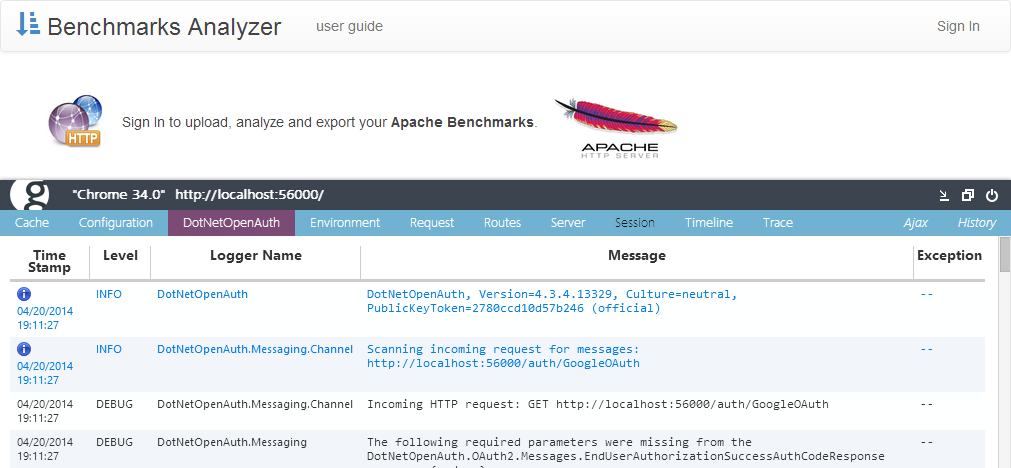 Benchmarks Analyzer user guide Sign In
HTTP
Sign In to upload, analyze and export your Apache Benchmarks.
APACHE
HTTP SERVER
g "Chrome 34.0" http://localhost:56000/
Cache Configuration DotNetOpenAuth Environment Request Routes Server Session Timeline Trace Ajax History
Time Stamp Level Logger Name Message Exception
INFO DotNetOpenAuth DotNetOpenAuth, Version=4.3.4.13329, Culture=neutral, --
04/20/2014 PublicKeyToken=2780ccd10d57b246 (official)
19:11:27
INFO DotNetOpenAuth.Messaging.Channel Scanning incoming request for messages: --
04/20/2014 http://localhost:56000/auth/GoogleOAuth
19:11:27
04/20/2014 DEBUG DotNetOpenAuth.Messaging.Channel Incoming HTTP request: GET http://localhost:56000/auth/GoogleOAuth --
19:11:27
04/20/2014 DEBUG DotNetOpenAuth.Messaging The following required parameters were missing from the --
19:11:27 DotNetOpenAuth.OAuth2.Messages.EndUserAuthorizationSuccessAuthCodeResponse